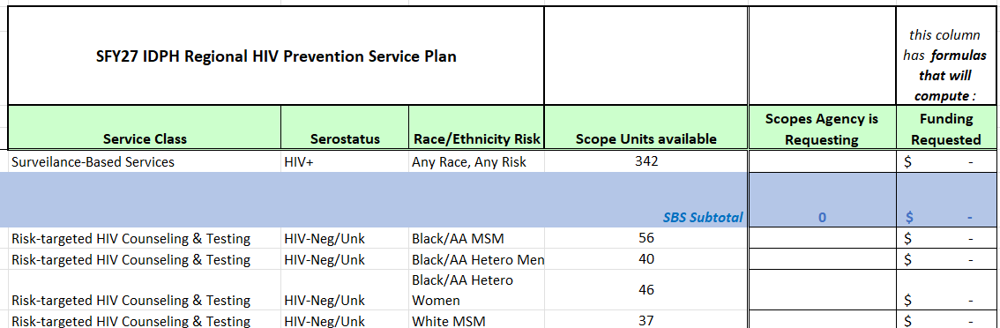 SFY27 IDPH Regional HIV Prevention Service Plan
this column
has formulas
that will
compute :
Service Class Serostatus Race/Ethnicity Risk Scope Units available Scopes Agency is Requesting Funding Requested
Surveilance-Based Services HIV+ Any Race, Any Risk 342 $ -
SBS Subtotal 0 $ -
Risk-targeted HIV Counseling & Testing HIV-Neg/Unk Black/AA MSM 56 $ -
Risk-targeted HIV Counseling & Testing HIV-Neg/Unk Black/AA Hetero Men 40 $ -
Risk-targeted HIV Counseling & Testing HIV-Neg/Unk Black/AA Hetero Women 46 $ -
Risk-targeted HIV Counseling & Testing HIV-Neg/Unk White MSM 37 $ -